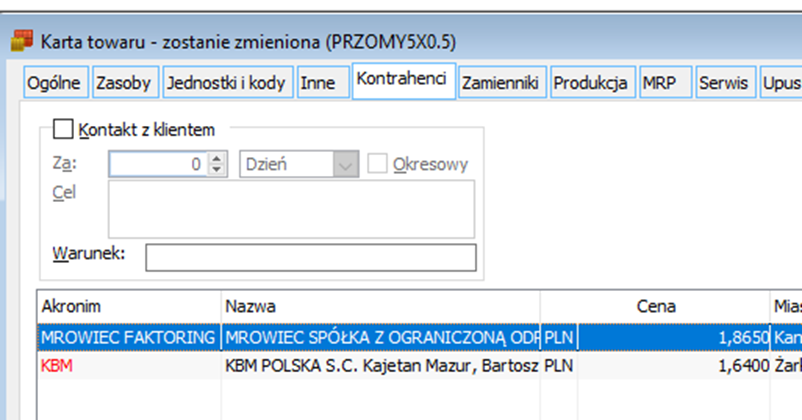 Karta towaru - zostanie zmieniona (PRZOMY5X0.5)
Ogólne Zasoby Jednostki i kody Inne Kontrahenci Zamienniki Produkcja MRP Serwis Upus
Kontakt z klientem
Za: 0 Dzień Okresowy
Cel
Warunek:
Akronim Nazwa Cena Mias
MROWIEC FAKTORING MROWIEC SPÓŁKA Z OGRANICZONĄ ODP PLN 1,8650 Kan
KBM KBM POLSKA S.C. Kajetan Mazur, Bartosz PLN 1,6400 Żark